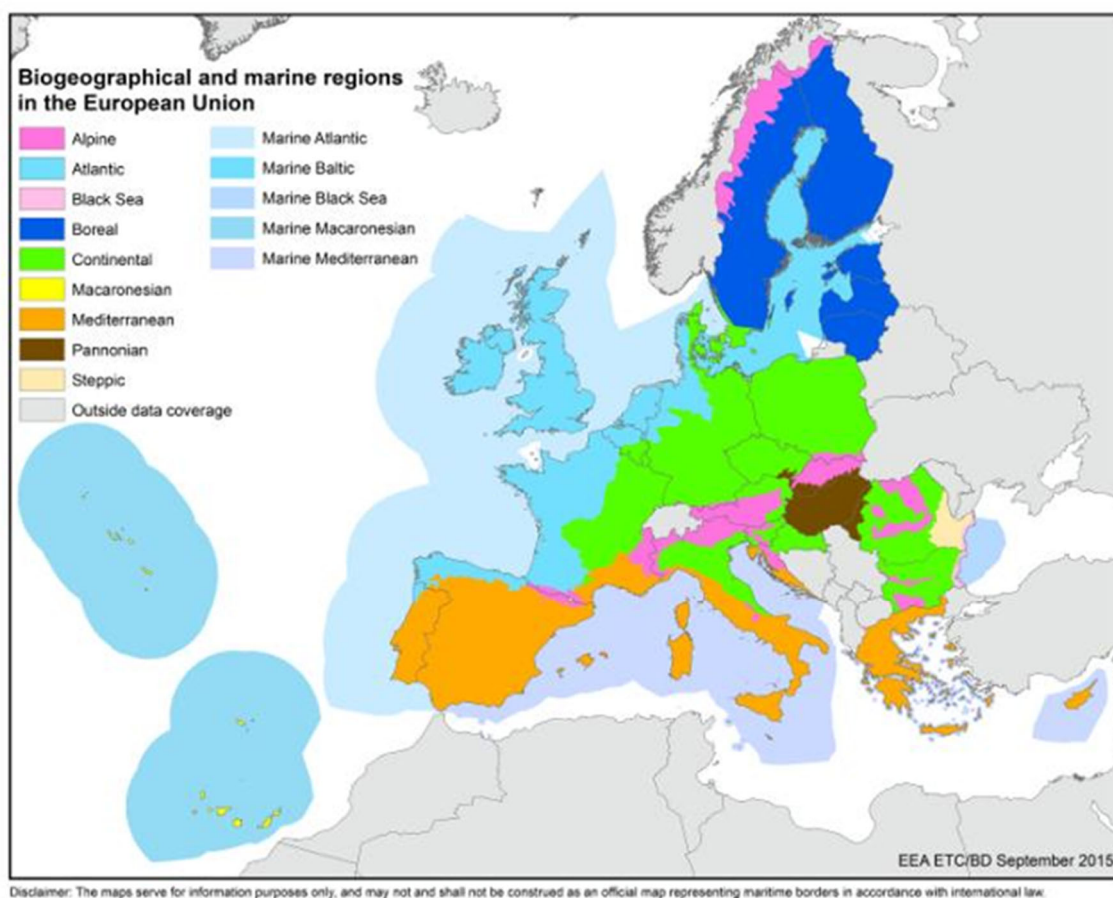 Biogeographical and marine regions
in the European Union
Alpine
Atlantic
Black Sea
Boreal
Continental
Macaronesian
Mediterranean
Pannonian
Steppic
Outside data coverage
Marine Atlantic
Marine Baltic
Marine Black Sea
Marine Macaronesian
Marine Mediterranean
EEA ETC/BD September 2015
Disclaimer: The maps serve for information purposes only, and may not and shall not be construed as an official map representing maritime borders in accordance with international law.